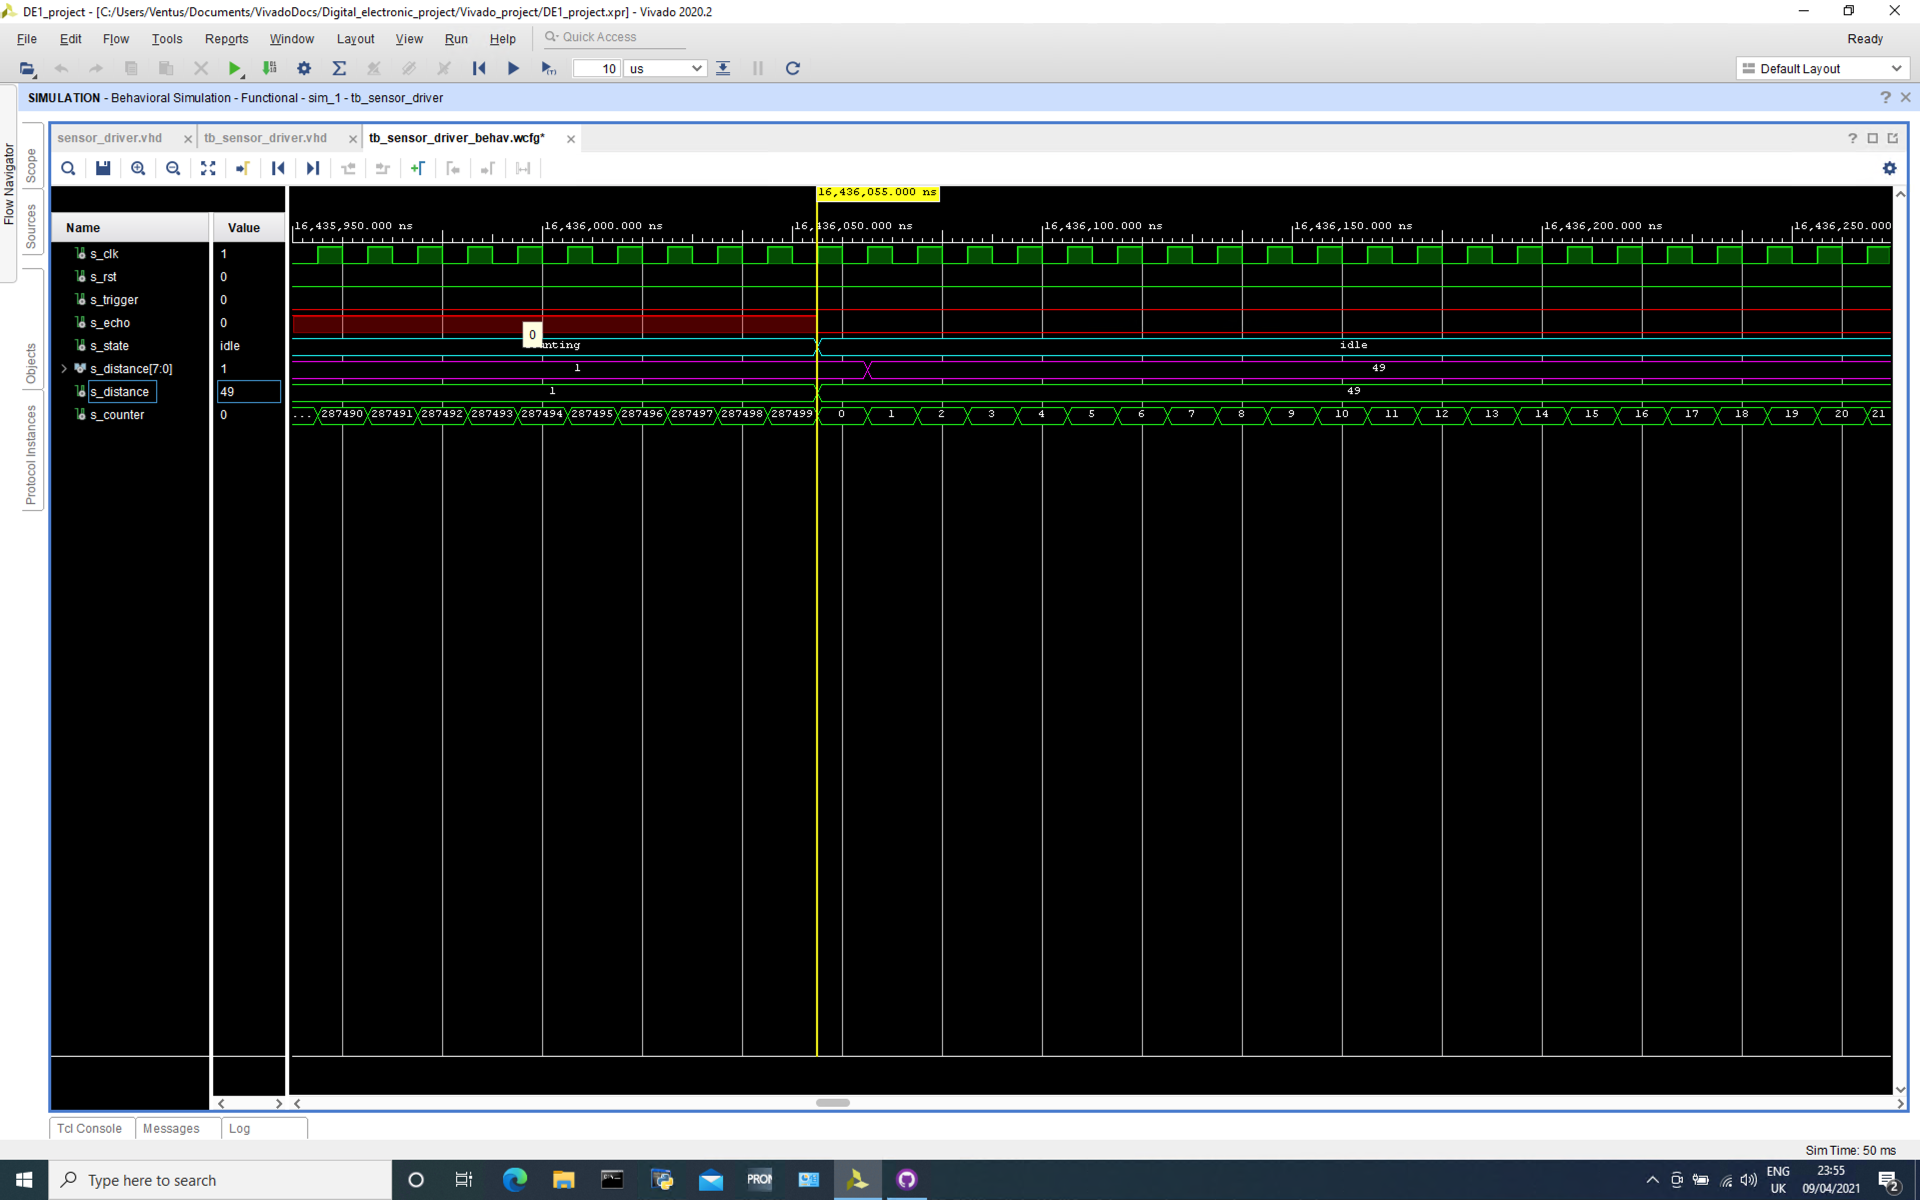 DE1_project - [C:/Users/Ventus/Documents/VivadoDocs/Digital_electronic_project/Vivado_project/DE1_project.xpr] - Vivado 2020.2
File Edit Flow Tools Reports Window Layout View Run Help Quick Access Ready
10 us Default Layout
SIMULATION - Behavioral Simulation - Functional - sim_1 - tb_sensor_driver
Flow Navigator
Scope
Sources
Objects
Protocol Instances
sensor_driver.vhd tb_sensor_driver.vhd tb_sensor_driver_behav.wcfg*
16,436,055.000 ns
Name Value
16,435,950.000 ns 16,436,000.000 ns 16,436,050.000 ns 16,436,100.000 ns 16,436,150.000 ns 16,436,200.000 ns 16,436,250.000
s_clk 1
s_rst 0
s_trigger 0
s_echo 0
0
s_state idle idle
s_distance[7:0] 1 1 49
s_distance 49 1 49
s_counter 0 ... 287490 287491 287492 287493 287494 287495 287496 287497 287498 287499 0 1 2 3 4 5 6 7 8 9 10 11 12 13 14 15 16 17 18 19 20 21
Tcl Console Messages Log
Sim Time: 50 ms
Type here to search
PRON
ENG
UK
23:55
09/04/2021
2